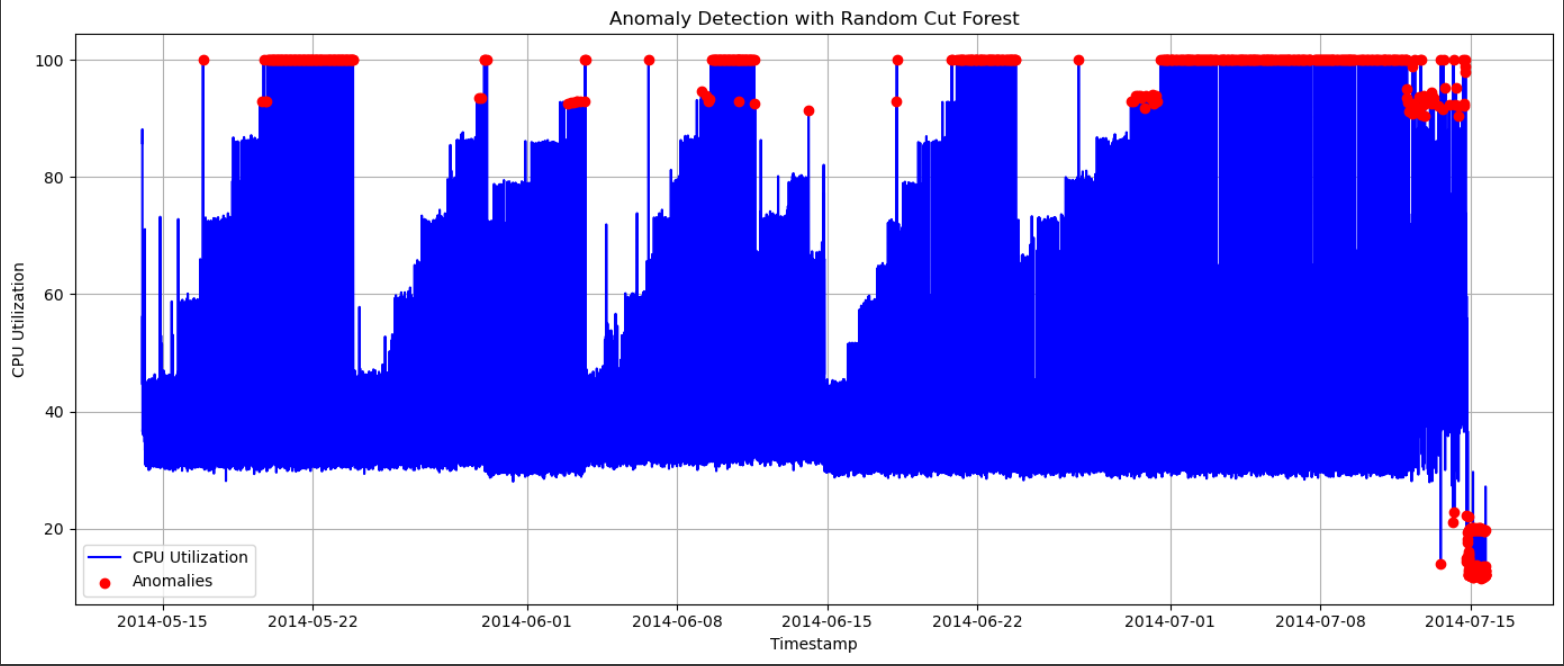 Anomaly Detection with Random Cut Forest
100
80
60
40
20
CPU Utilization
CPU Utilization
Anomalies
2014-05-15 2014-05-22 2014-06-01 2014-06-08 2014-06-15 2014-06-22 2014-07-01 2014-07-08 2014-07-15
Timestamp